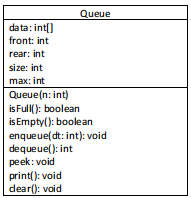 Queue
data: int[]
front: int
rear: int
size: int
max: int
Queue(n: int)
isFull(): boolean
isEmpty(): boolean
enqueue(dt: int): void
dequeue(): int
peek: void
print(): void
clear(): void